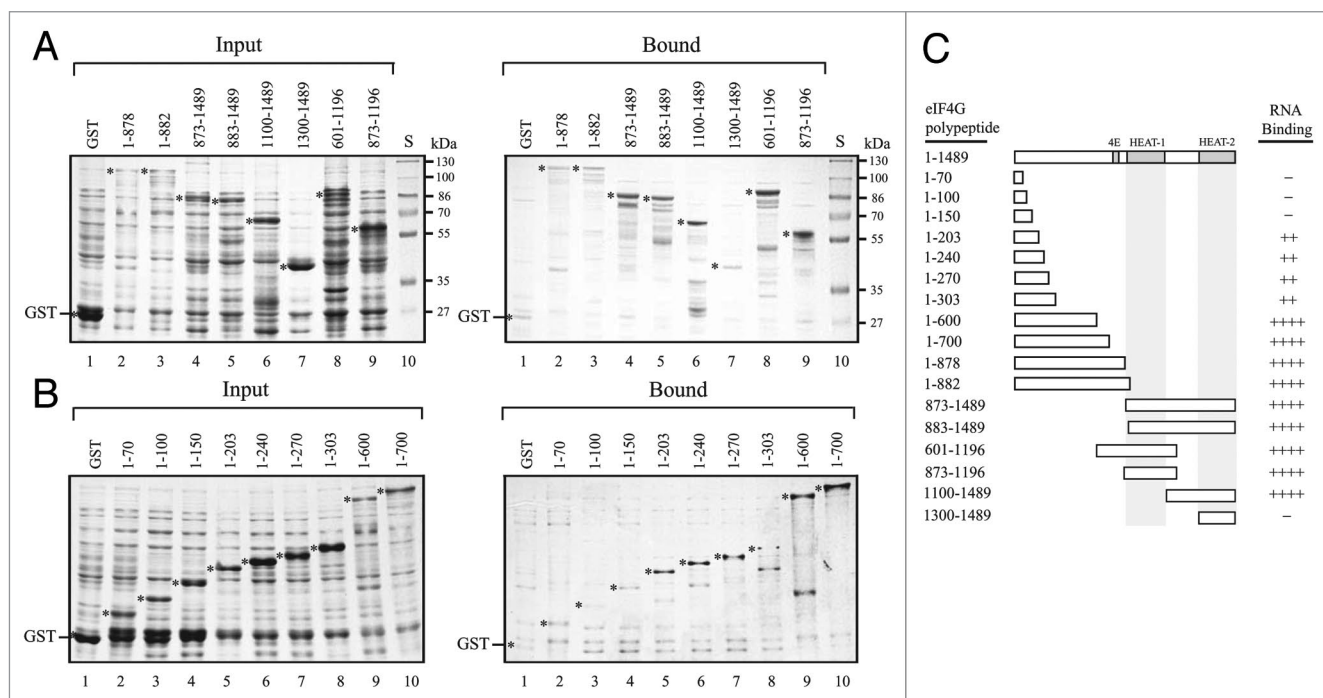 A
Input
GST
1-878
1-882
873-1489
883-1489
1100-1489
1300-1489
601-1196
873-1196
S
kDa
130
100
86
70
55
35
27
GST
1 2 3 4 5 6 7 8 9 10
Bound
GST
1-878
1-882
873-1489
883-1489
1100-1489
1300-1489
601-1196
873-1196
S
kDa
130
100
86
70
55
35
27
GST
1 2 3 4 5 6 7 8 9 10
B
Input
GST
1-70
1-100
1-150
1-203
1-240
1-270
1-303
1-600
1-700
GST
1 2 3 4 5 6 7 8 9 10
Bound
GST
1-70
1-100
1-150
1-203
1-240
1-270
1-303
1-600
1-700
GST
1 2 3 4 5 6 7 8 9 10
C
eIF4G
polypeptide
RNA
Binding
4E HEAT-1 HEAT-2
1-1489
1-70 −
1-100 −
1-150 −
1-203 ++
1-240 ++
1-270 ++
1-303 ++
1-600 ++++
1-700 ++++
1-878 ++++
1-882 ++++
873-1489 ++++
883-1489 ++++
601-1196 ++++
873-1196 ++++
1100-1489 ++++
1300-1489 −